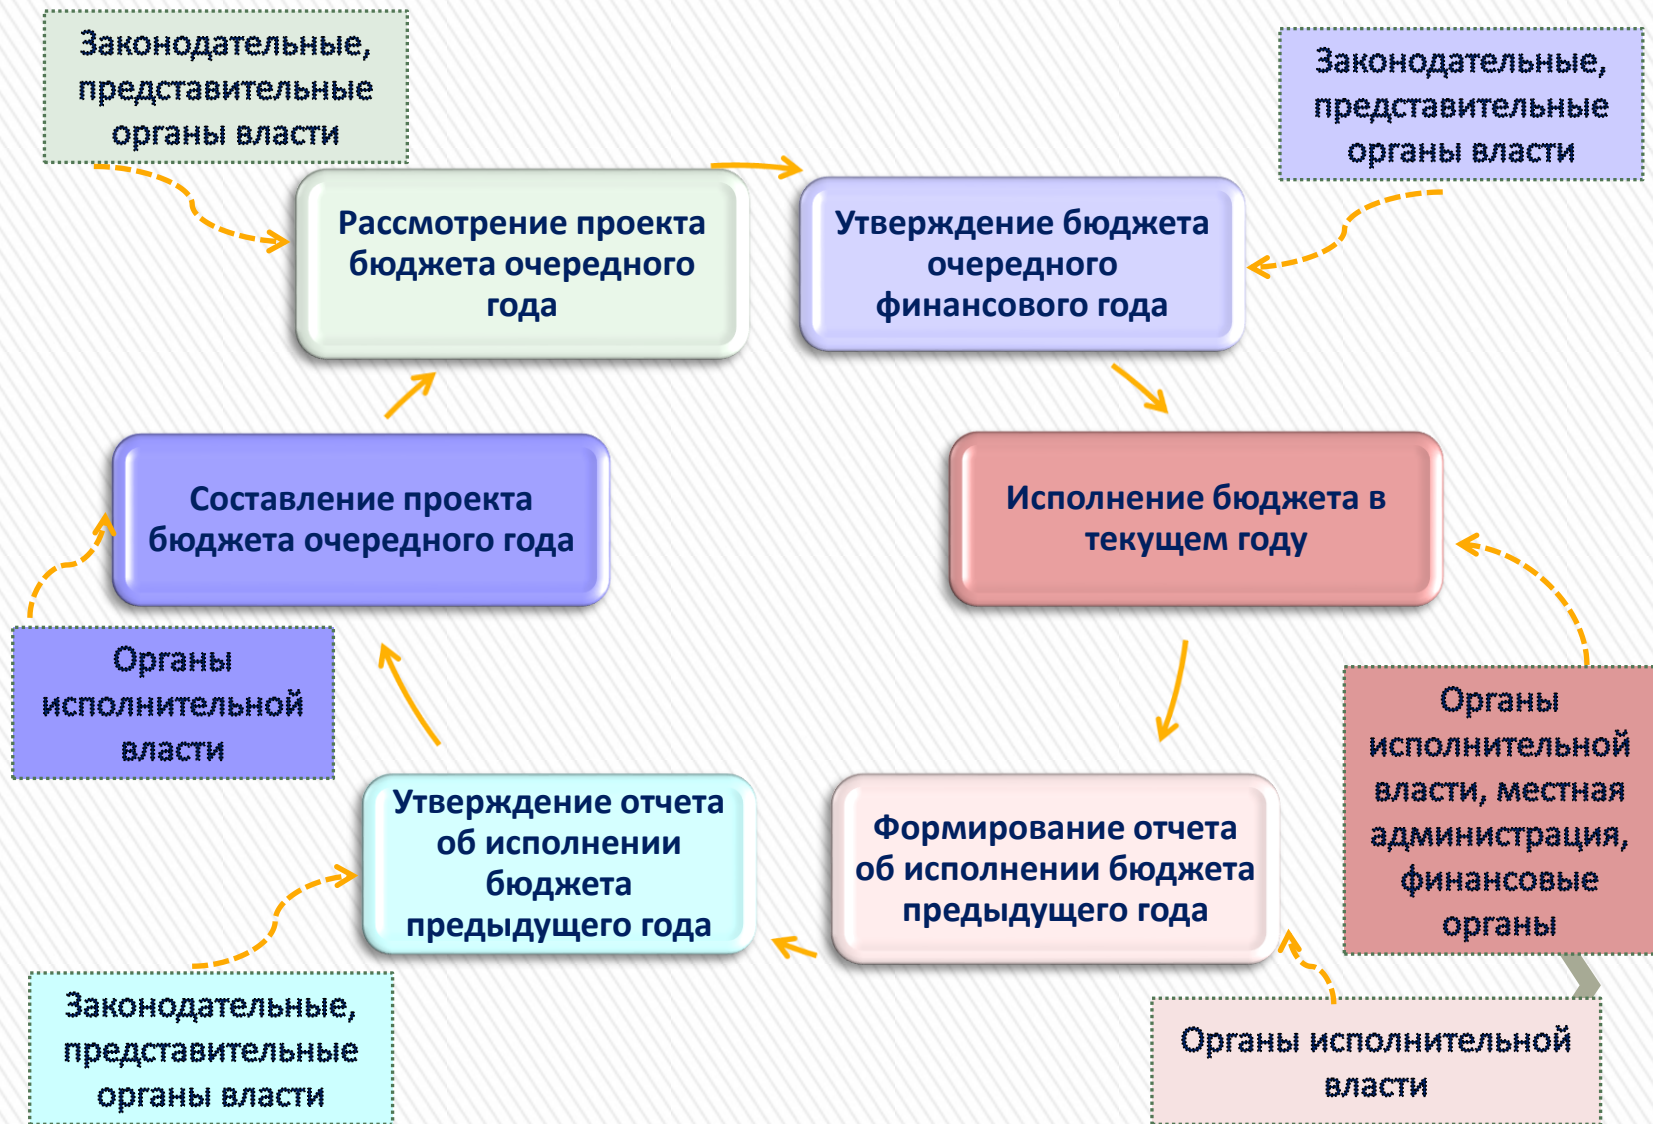 Законодательные,
представительные
органы власти
Законодательные,
представительные
органы власти
Рассмотрение проекта
бюджета очередного
года
Утверждение бюджета
очередного
финансового года
Составление проекта
бюджета очередного года
Исполнение бюджета в
текущем году
Органы
исполнительной
власти
Органы
исполнительной
власти, местная
администрация,
финансовые
органы
Утверждение отчета
об исполнении
бюджета
предыдущего года
Формирование отчета
об исполнении бюджета
предыдущего года
Законодательные,
представительные
органы власти
Органы исполнительной
власти